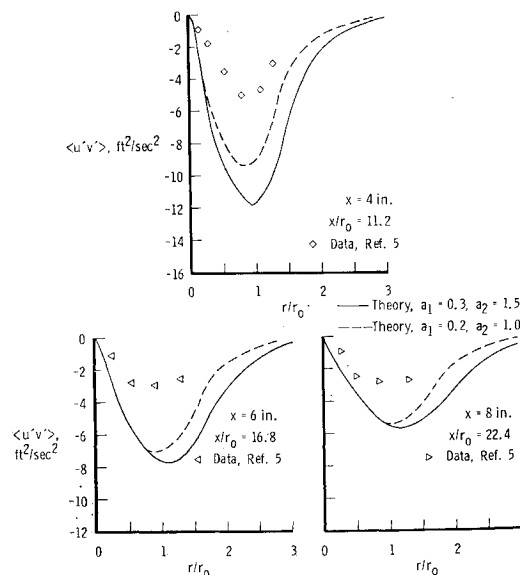 -0
-2
-4
-6
-8
-10
-12
-14
-16
<u'v'>, ft²/sec²
x = 4 in.
x/r₀ = 11.2
◇ Data, Ref. 5
0 1 2 3
r/r₀
Theory, a₁ = 0.3, a₂ = 1.5
Theory, a₁ = 0.2, a₂ = 1.0
-0
-2
-4
-6
-8
-10
-12
<u'v'>,
ft²/sec²
x = 6 in.
x/r₀ = 16.8
◁ Data, Ref. 5
0 1 2 3
r/r₀
x = 8 in.
x/r₀ = 22.4
▷ Data, Ref. 5
0 1 2
r/r₀